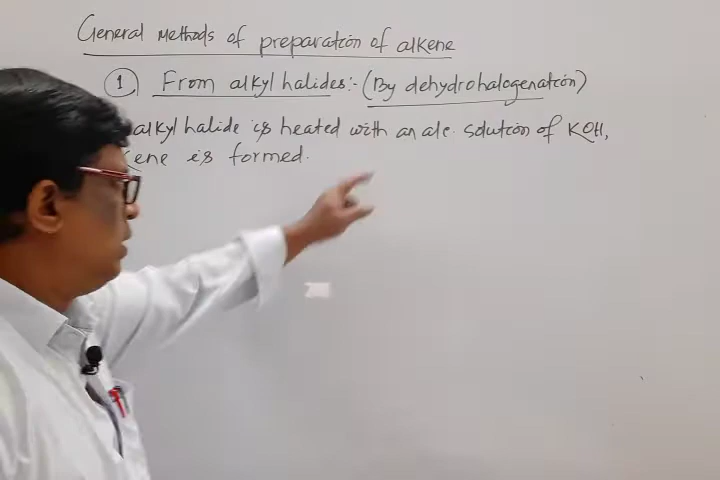 General Methods of preparation of alkene
1 From alkyl halides:- (By dehydrohalogenation)
alkyl halide is heated with an alc. solution of KOH,
ene is formed.